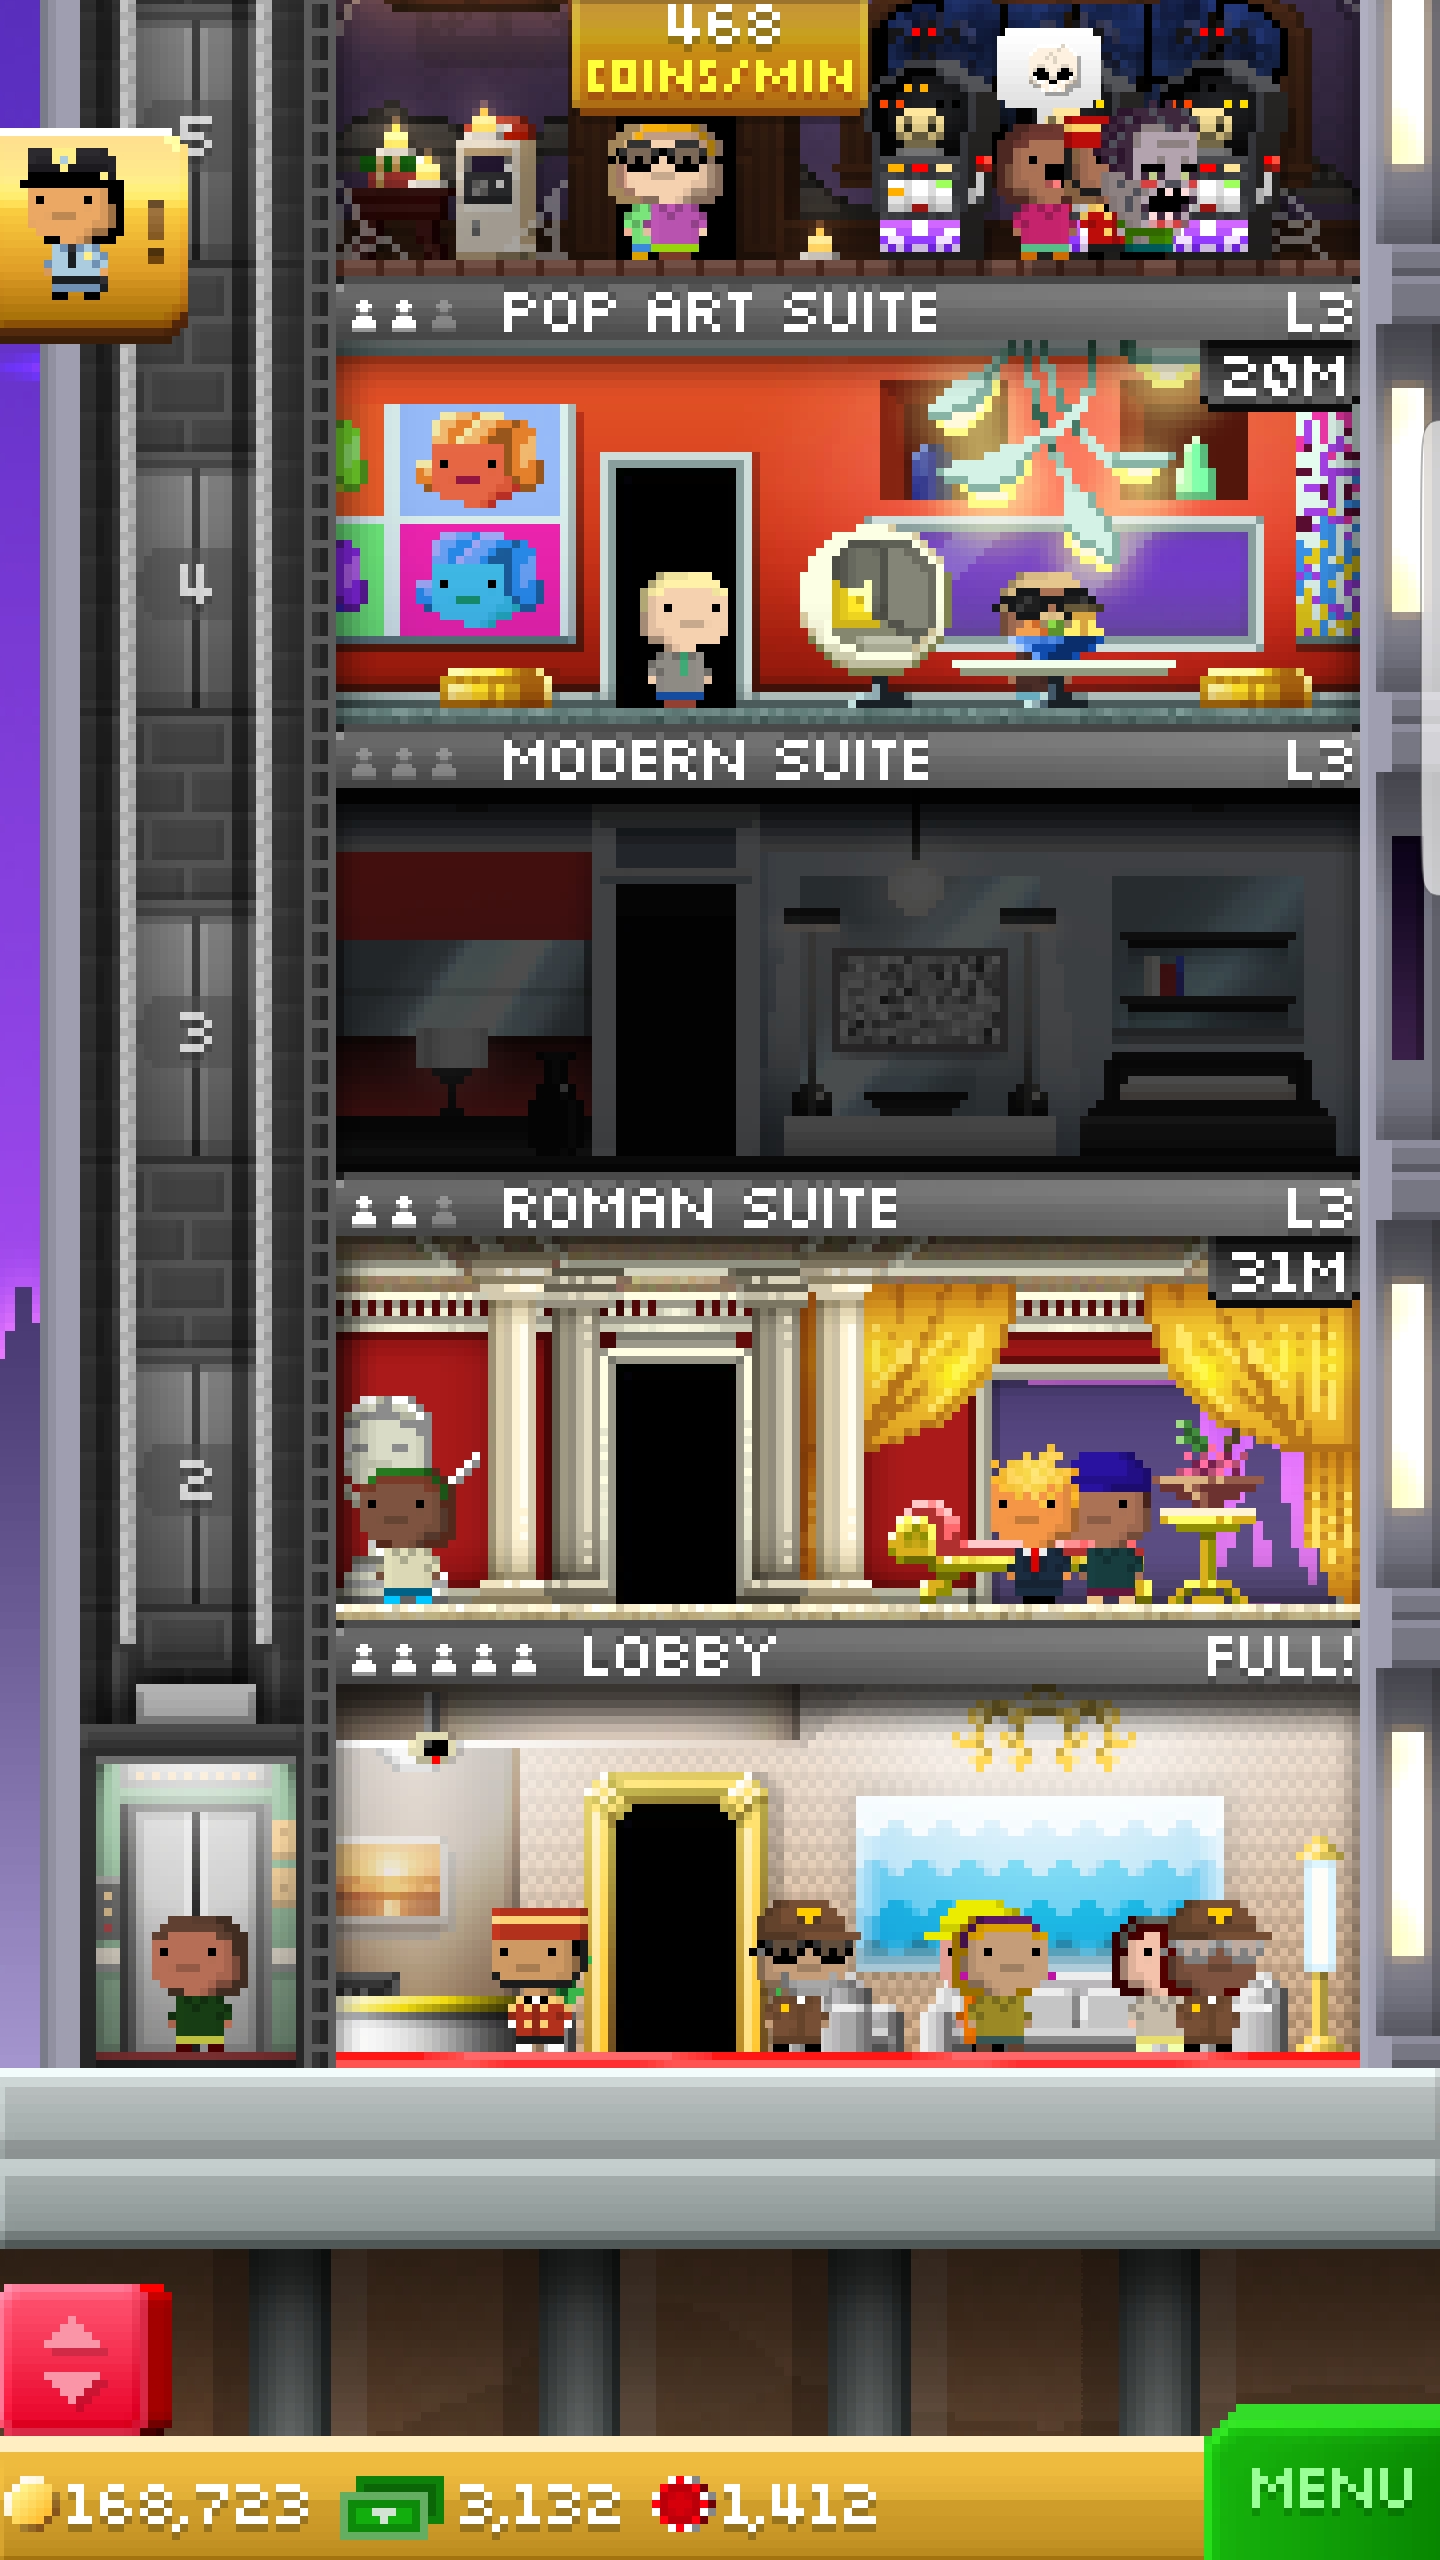 468
COINS/MIN
5
!
POP ART SUITE L3
20M
4
MODERN SUITE L3
3
ROMAN SUITE L3
31M
2
LOBBY FULL!
168,723 3,132 1,412
MENU